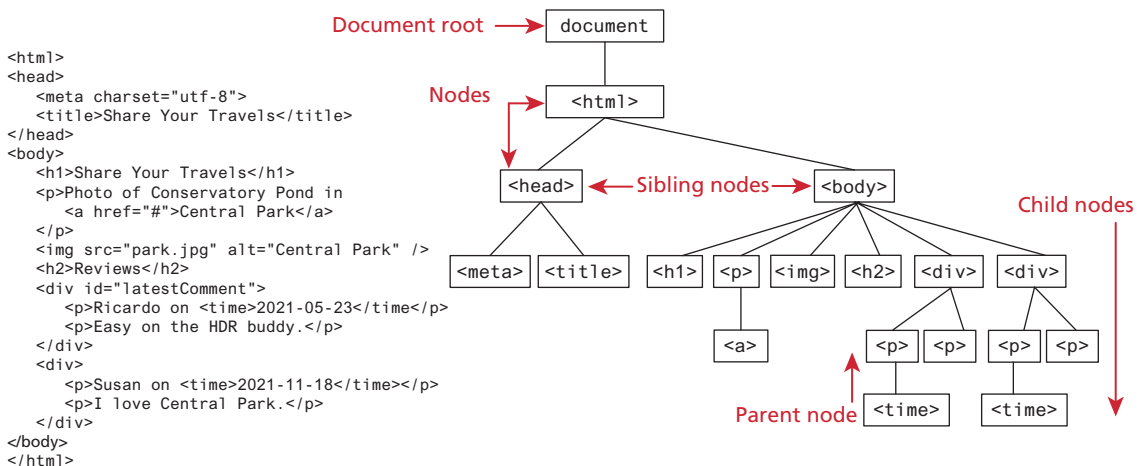 <html>
<head>
<meta charset="utf-8">
<title>Share Your Travels</title>
</head>
<body>
<h1>Share Your Travels</h1>
<p>Photo of Conservatory Pond in
<a href="#">Central Park</a>
</p>
<img src="park.jpg" alt="Central Park" />
<h2>Reviews</h2>
<div id="latestComment">
<p>Ricardo on <time>2021-05-23</time</p>
<p>Easy on the HDR buddy.</p>
</div>
<div>
<p>Susan on <time>2021-11-18</time></p>
<p>I love Central Park.</p>
</div>
</body>
</html>
Document root
document
Nodes
<html>
<head>
Sibling nodes
<body>
Child nodes
<meta>
<title>
<h1>
<p>
<img>
<h2>
<div>
<div>
<a>
<p>
<p>
<p>
<p>
Parent node
<time>
<time>